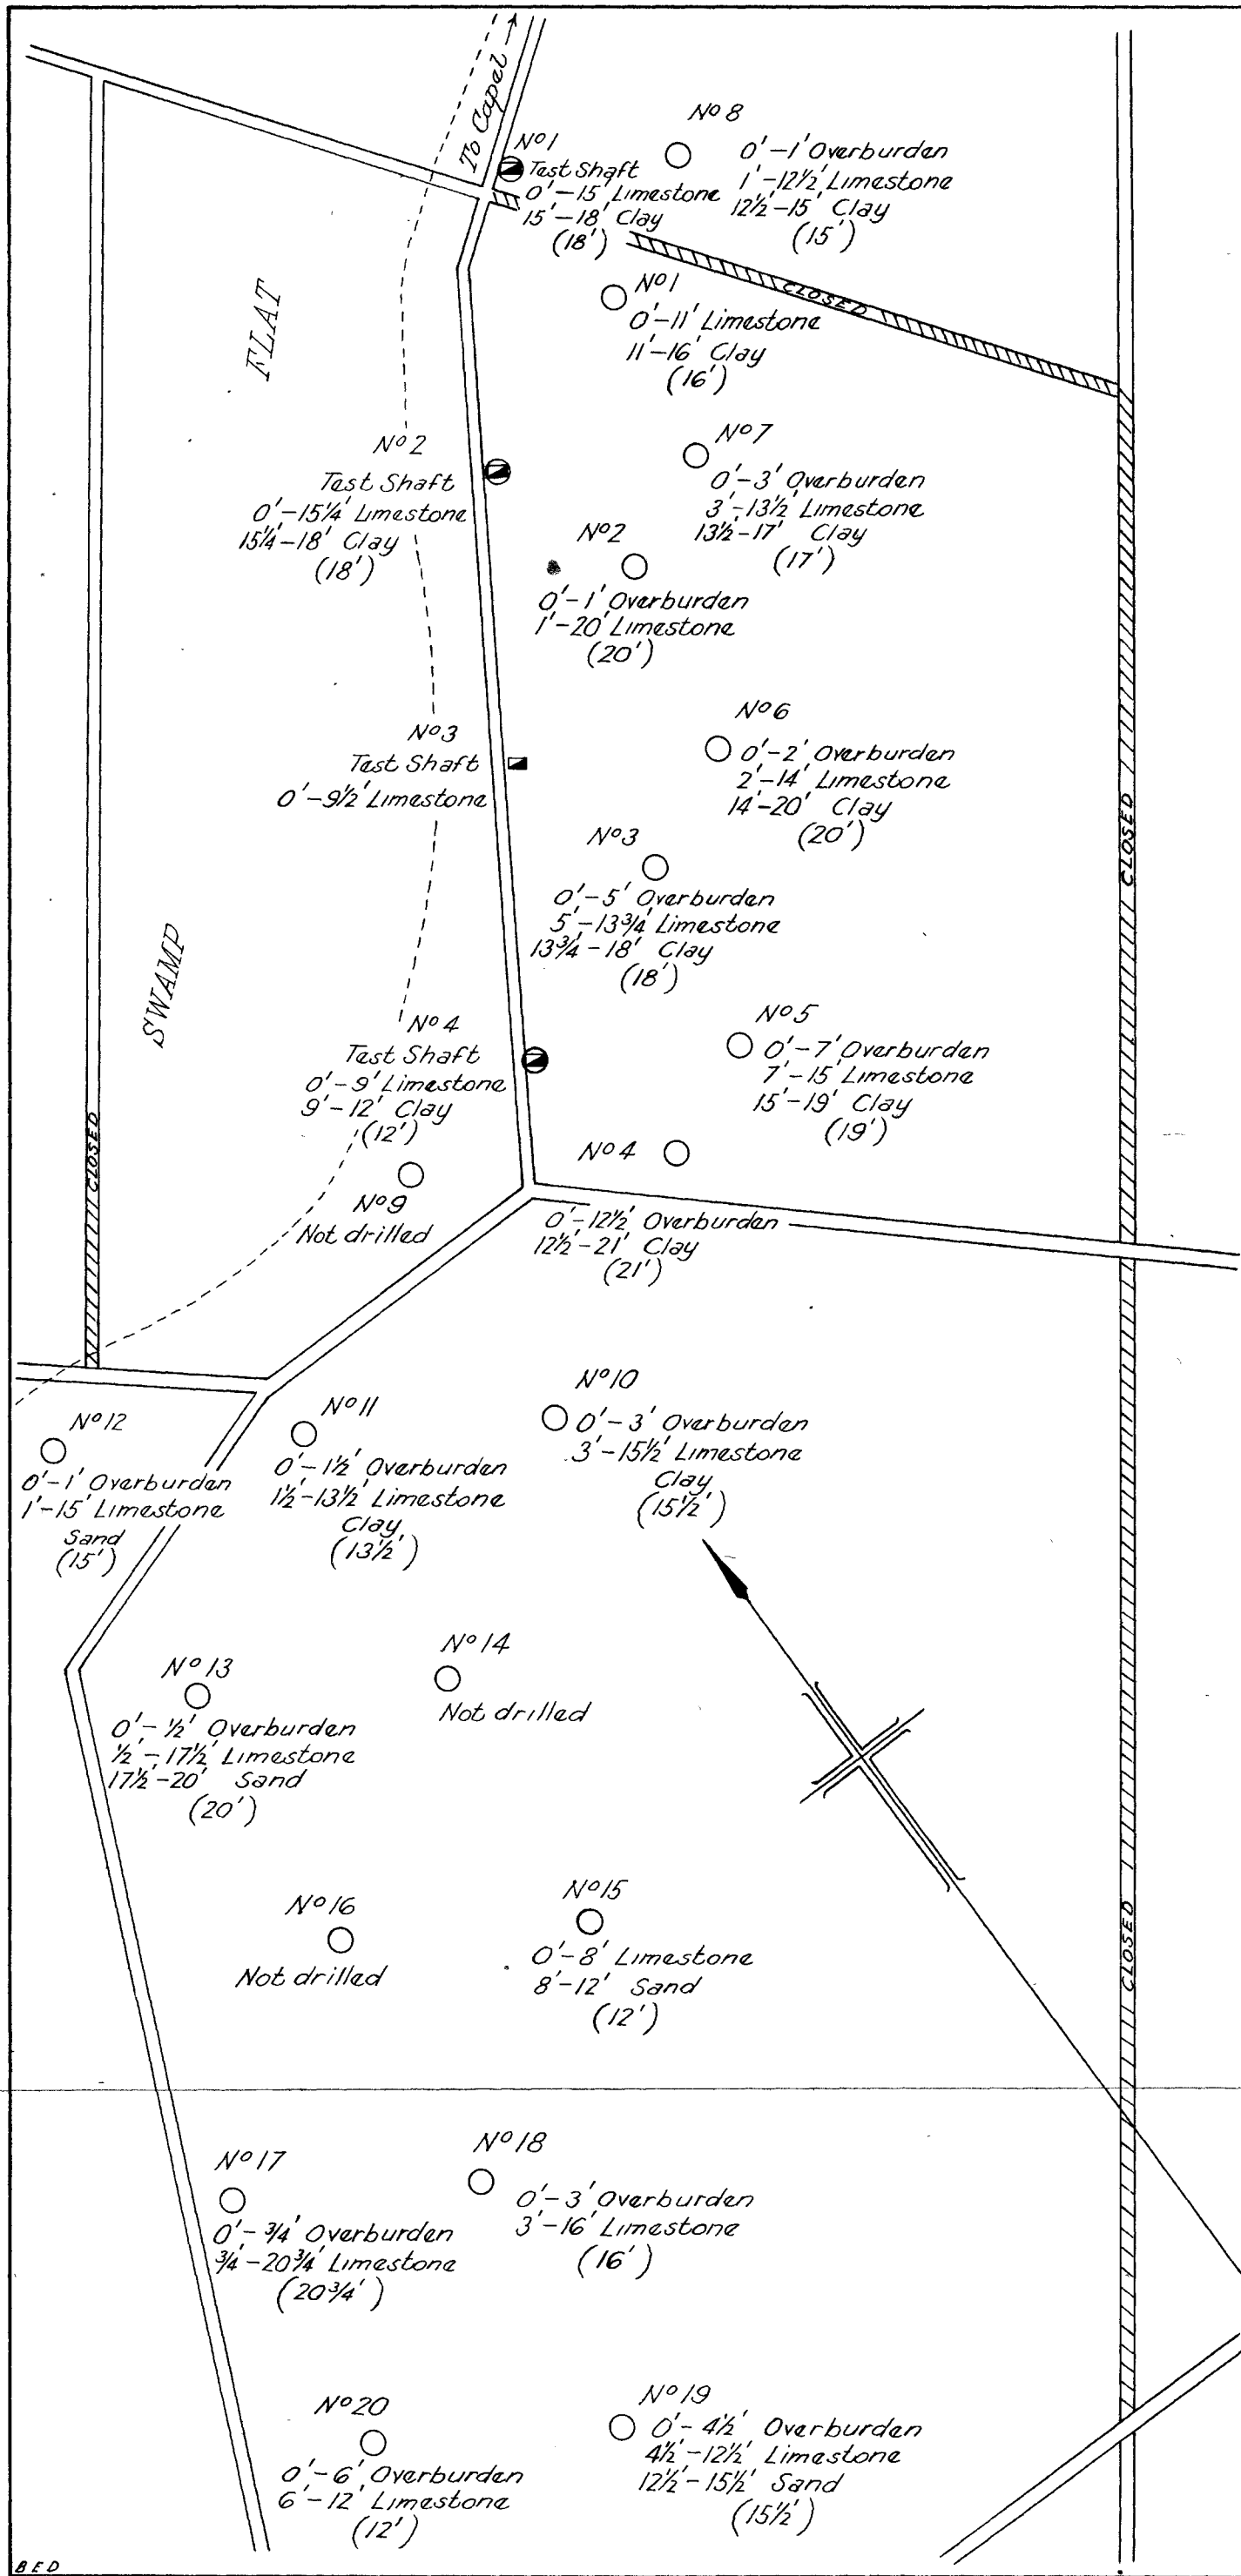 To Capel
No 1
Test Shaft
0'-15' Limestone
15'-18' Clay
(18')
No 8
0'-1' Overburden
1'-12½' Limestone
12½'-15' Clay
(15')
CLOSED
No 1
0'-11' Limestone
11'-16' Clay
(16')
FLAT
No 2
Test Shaft
0'-15¼' Limestone
15¼'-18' Clay
(18')
No 7
0'-3' Overburden
3'-13½' Limestone
13½'-17' Clay
(17')
No 2
0'-1' Overburden
1'-20' Limestone
(20')
No 3
Test Shaft
0'-9½' Limestone
No 6
0'-2' Overburden
2'-14' Limestone
14'-20' Clay
(20')
CLOSED
No 3
0'-5' Overburden
5'-13¾' Limestone
13¾'-18' Clay
(18')
SWAMP
No 4
Test Shaft
0'-9' Limestone
9'-12' Clay
(12')
No 5
0'-7' Overburden
7'-15' Limestone
15'-19' Clay
(19')
CLOSED
No 9
Not drilled
No 4
0'-12½' Overburden
12½'-21' Clay
(21')
No 12
0'-1' Overburden
1'-15' Limestone
Sand
(15')
No 11
0'-1½' Overburden
1½'-13½' Limestone
Clay
(13½')
No 10
0'-3' Overburden
3'-15½' Limestone
Clay
(15½')
No 13
0'-½' Overburden
½'-17½' Limestone
17½'-20' Sand
(20')
No 14
Not drilled
No 16
Not drilled
No 15
0'-8' Limestone
8'-12' Sand
(12')
CLOSED
No 17
0'-¾' Overburden
¾'-20¾' Limestone
(20¾')
No 18
0'-3' Overburden
3'-16' Limestone
(16')
No 20
0'-6' Overburden
6'-12' Limestone
(12')
No 19
0'-4½' Overburden
4½'-12½' Limestone
12½'-15½' Sand
(15½')
BED